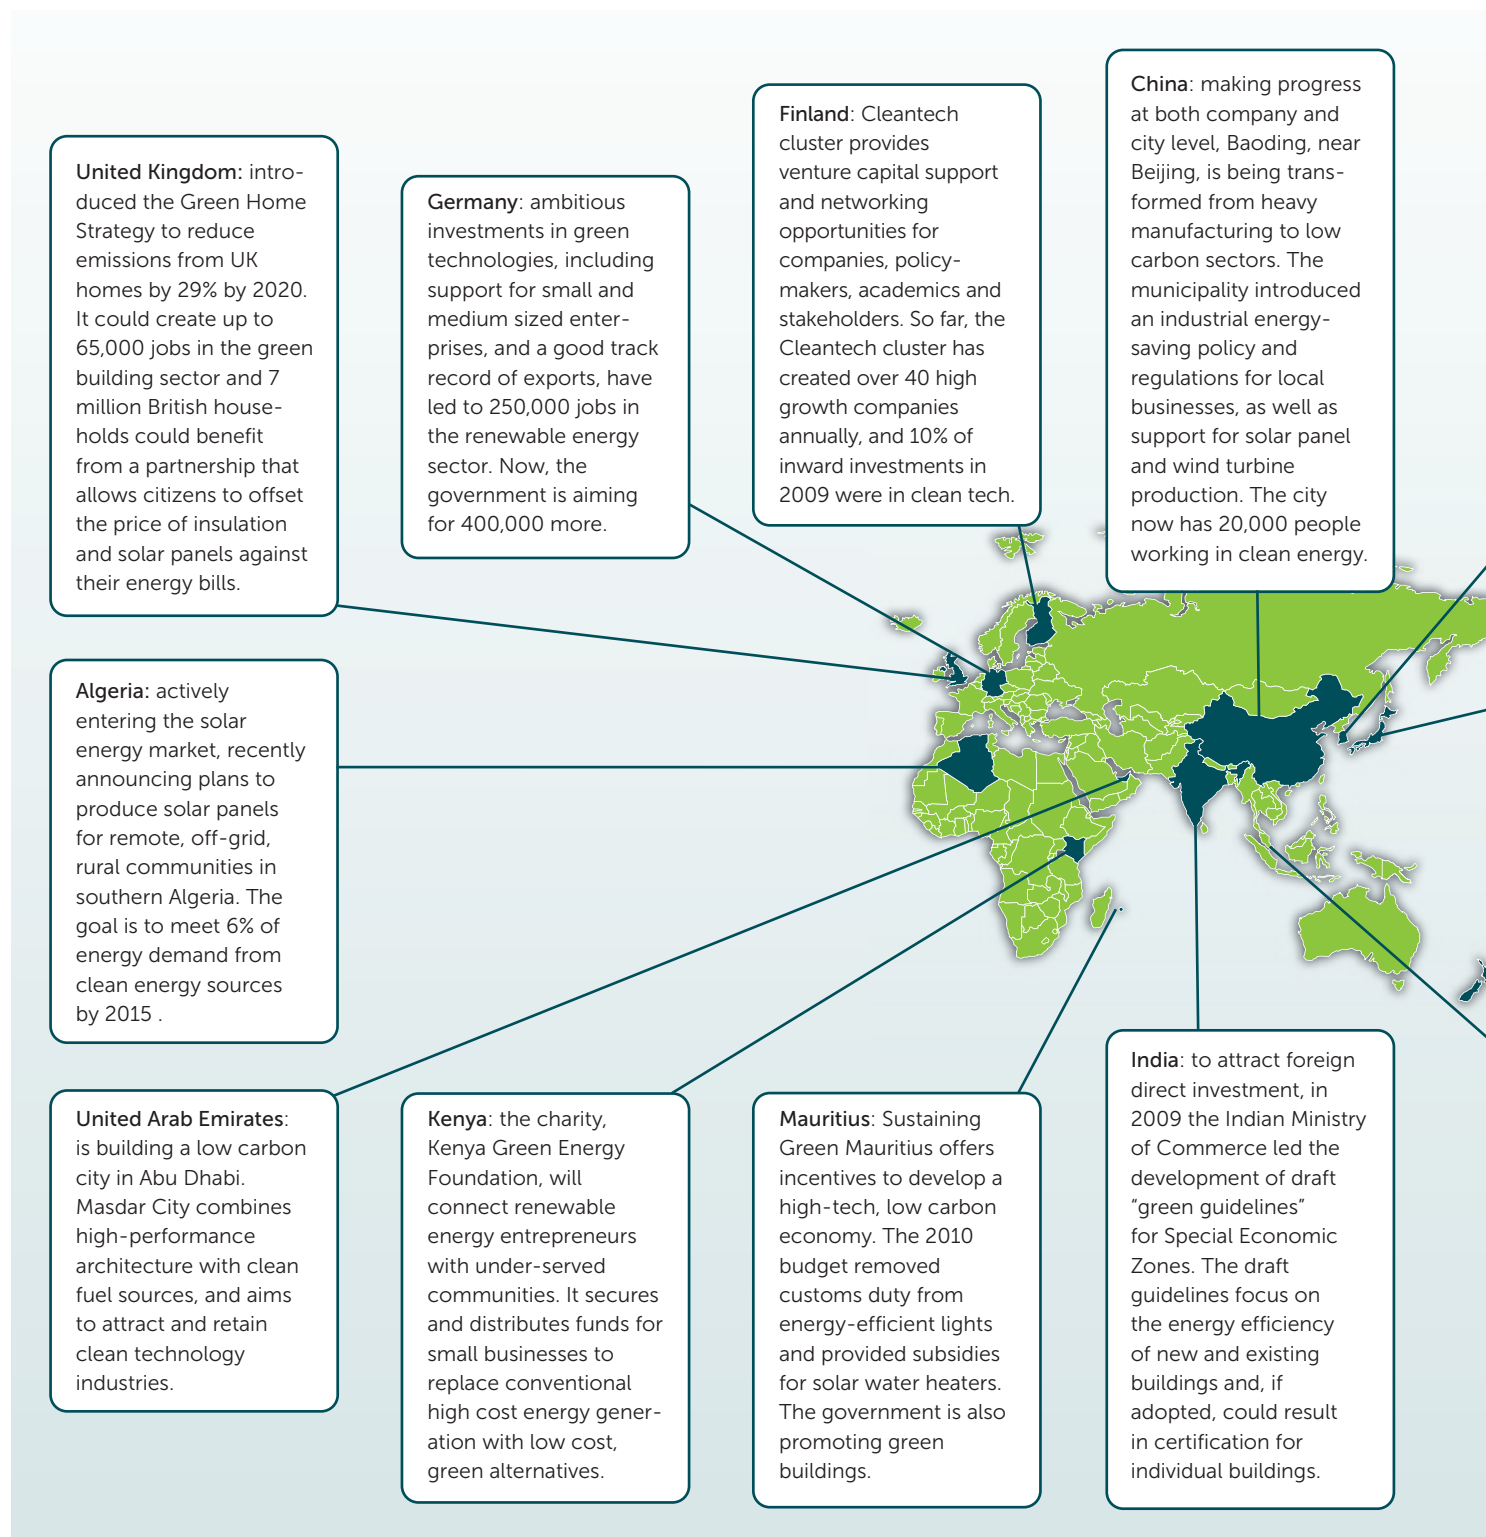 United Kingdom: intro-
duced the Green Home
Strategy to reduce
emissions from UK
homes by 29% by 2020.
It could create up to
65,000 jobs in the green
building sector and 7
million British house-
holds could benefit
from a partnership that
allows citizens to offset
the price of insulation
and solar panels against
their energy bills.
Germany: ambitious
investments in green
technologies, including
support for small and
medium sized enter-
prises, and a good track
record of exports, have
led to 250,000 jobs in
the renewable energy
sector. Now, the
government is aiming
for 400,000 more.
Finland: Cleantech
cluster provides
venture capital support
and networking
opportunities for
companies, policy-
makers, academics and
stakeholders. So far, the
Cleantech cluster has
created over 40 high
growth companies
annually, and 10% of
inward investments in
2009 were in clean tech.
China: making progress
at both company and
city level, Baoding, near
Beijing, is being trans-
formed from heavy
manufacturing to low
carbon sectors. The
municipality introduced
an industrial energy-
saving policy and
regulations for local
businesses, as well as
support for solar panel
and wind turbine
production. The city
now has 20,000 people
working in clean energy.
Algeria: actively
entering the solar
energy market, recently
announcing plans to
produce solar panels
for remote, off-grid,
rural communities in
southern Algeria. The
goal is to meet 6% of
energy demand from
clean energy sources
by 2015 .
United Arab Emirates:
is building a low carbon
city in Abu Dhabi.
Masdar City combines
high-performance
architecture with clean
fuel sources, and aims
to attract and retain
clean technology
industries.
Kenya: the charity,
Kenya Green Energy
Foundation, will
connect renewable
energy entrepreneurs
with under-served
communities. It secures
and distributes funds for
small businesses to
replace conventional
high cost energy gener-
ation with low cost,
green alternatives.
Mauritius: Sustaining
Green Mauritius offers
incentives to develop a
high-tech, low carbon
economy. The 2010
budget removed
customs duty from
energy-efficient lights
and provided subsidies
for solar water heaters.
The government is also
promoting green
buildings.
India: to attract foreign
direct investment, in
2009 the Indian Ministry
of Commerce led the
development of draft
“green guidelines”
for Special Economic
Zones. The draft
guidelines focus on
the energy efficiency
of new and existing
buildings and, if
adopted, could result
in certification for
individual buildings.